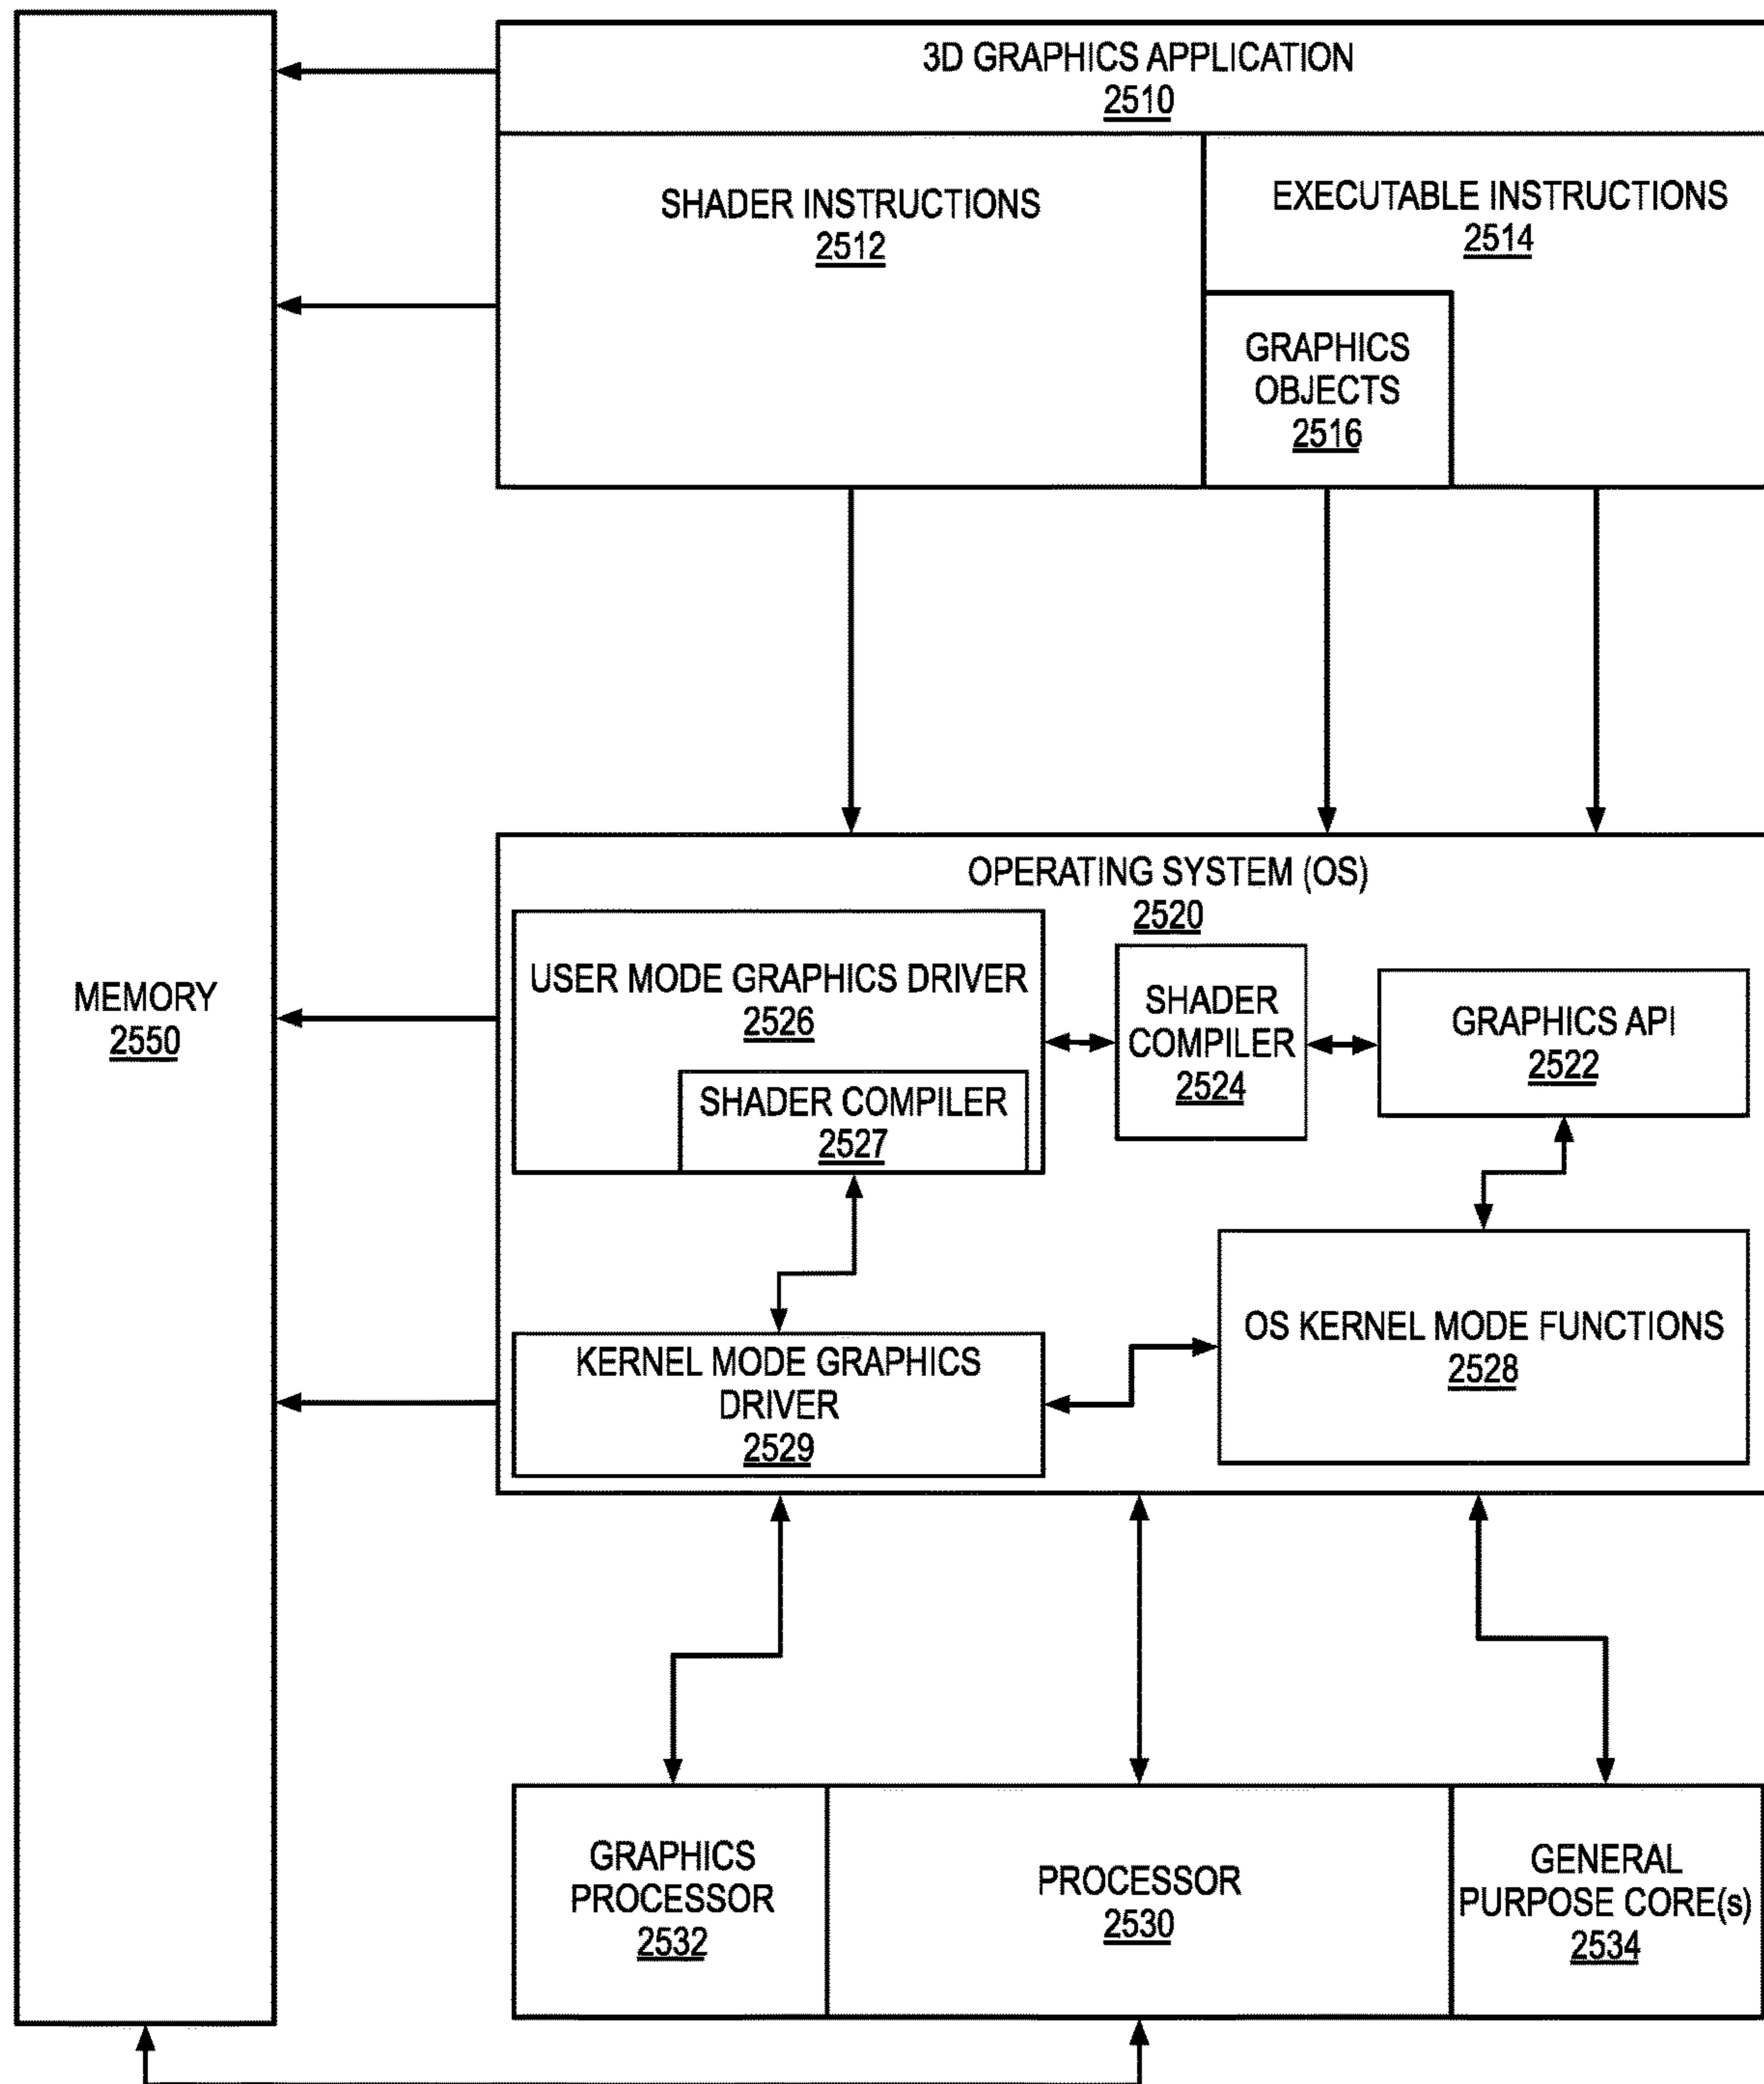 3D GRAPHICS APPLICATION
2510
SHADER INSTRUCTIONS
2512
EXECUTABLE INSTRUCTIONS
2514
GRAPHICS
OBJECTS
2516
MEMORY
2550
OPERATING SYSTEM (OS)
2520
USER MODE GRAPHICS DRIVER
2526
SHADER COMPILER
2527
SHADER
COMPILER
2524
GRAPHICS API
2522
KERNEL MODE GRAPHICS
DRIVER
2529
OS KERNEL MODE FUNCTIONS
2528
GRAPHICS
PROCESSOR
2532
PROCESSOR
2530
GENERAL
PURPOSE CORE(s)
2534